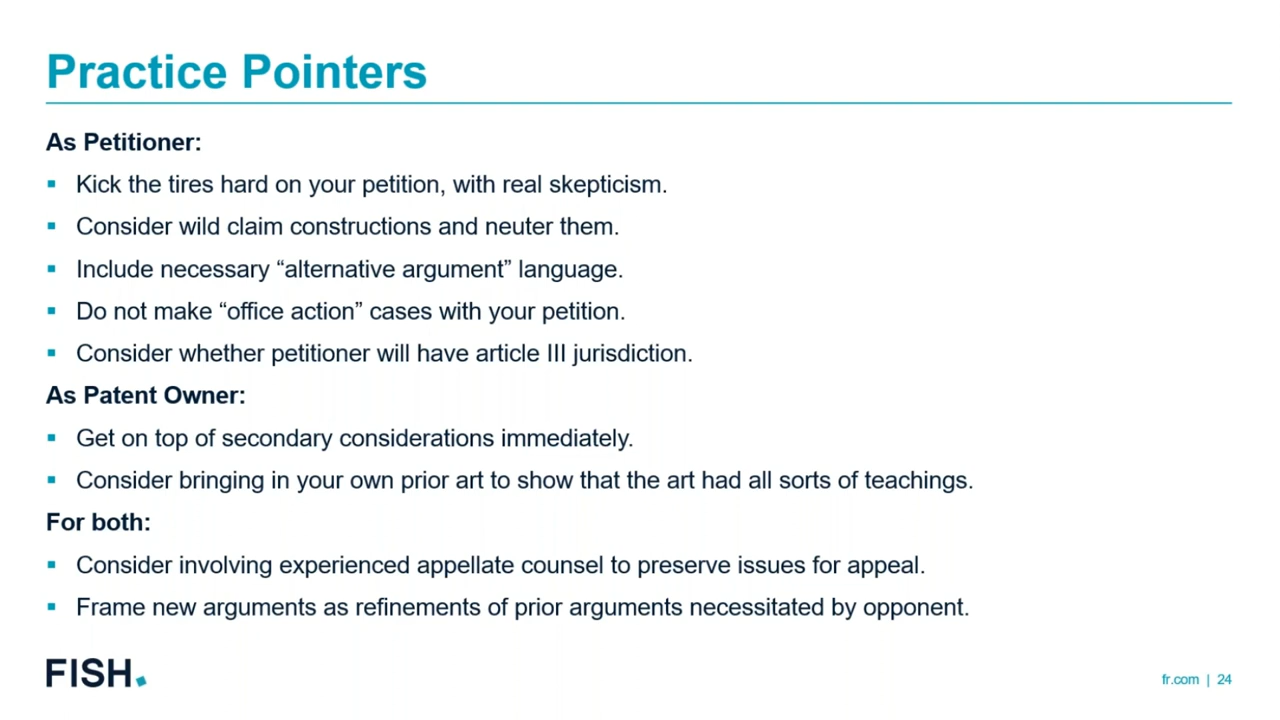 Practice Pointers
As Petitioner:
▪ Kick the tires hard on your petition, with real skepticism.
▪ Consider wild claim constructions and neuter them.
▪ Include necessary “alternative argument” language.
▪ Do not make “office action” cases with your petition.
▪ Consider whether petitioner will have article III jurisdiction.
As Patent Owner:
▪ Get on top of secondary considerations immediately.
▪ Consider bringing in your own prior art to show that the art had all sorts of teachings.
For both:
▪ Consider involving experienced appellate counsel to preserve issues for appeal.
▪ Frame new arguments as refinements of prior arguments necessitated by opponent.
FISH.
fr.com | 24